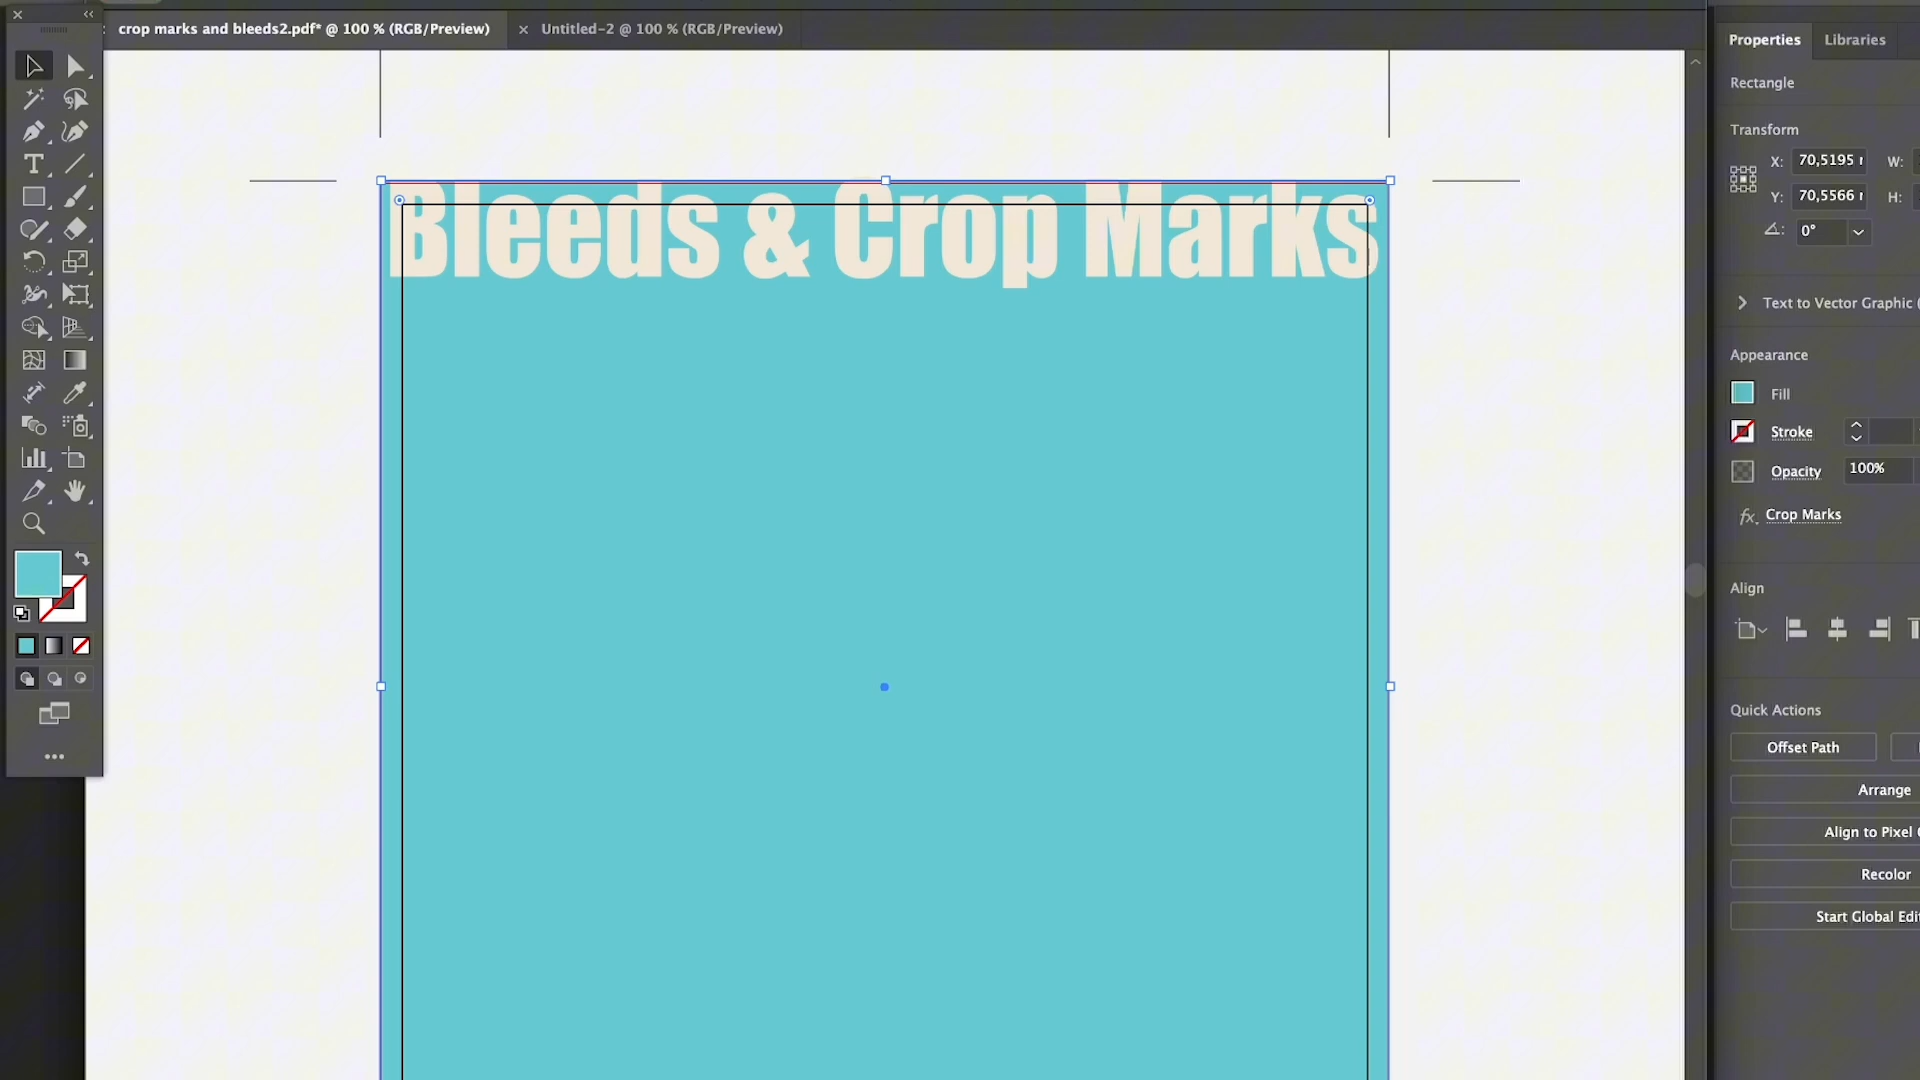 crop marks and bleeds2.pdf* @ 100 % (RGB/Preview)
Untitled-2 @ 100 % (RGB/Preview)
Properties
Libraries
Rectangle
Transform
X: 70,5195 W:
Y: 70,5566 H:
0°
Text to Vector Graphic
Appearance
Fill
Stroke
Opacity 100%
fx Crop Marks
Align
Quick Actions
Offset Path
Arrange
Align to Pixel
Recolor
Start Global
Bleeds & Crop Marks